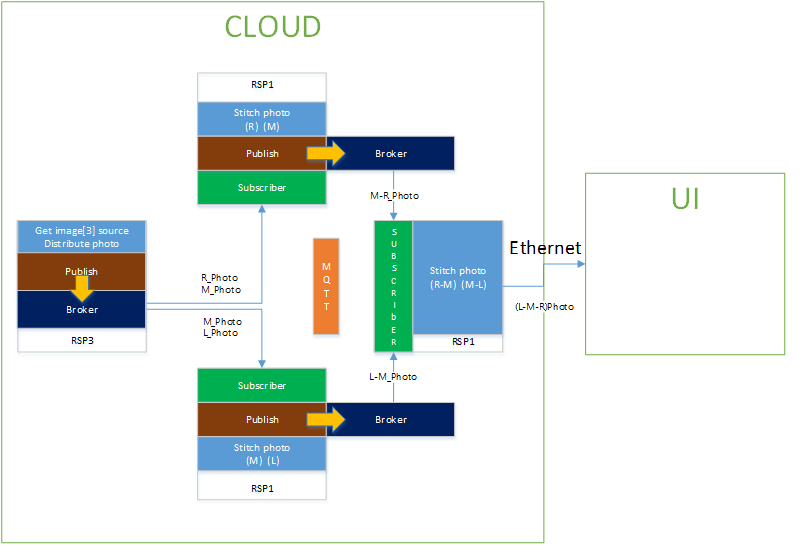 CLOUD
RSP1
Stitch photo
(R) (M)
Publish
Broker
Subscriber
M-R_Photo
Get image[3] source
Distribute photo
Publish
Broker
RSP3
R_Photo
M_Photo
M_Photo
L_Photo
M
Q
T
T
S
U
B
S
C
R
I
b
E
R
Stitch photo
(R-M) (M-L)
RSP1
Ethernet
(L-M-R)Photo
UI
L-M_Photo
Subscriber
Publish
Broker
Stitch photo
(M) (L)
RSP1